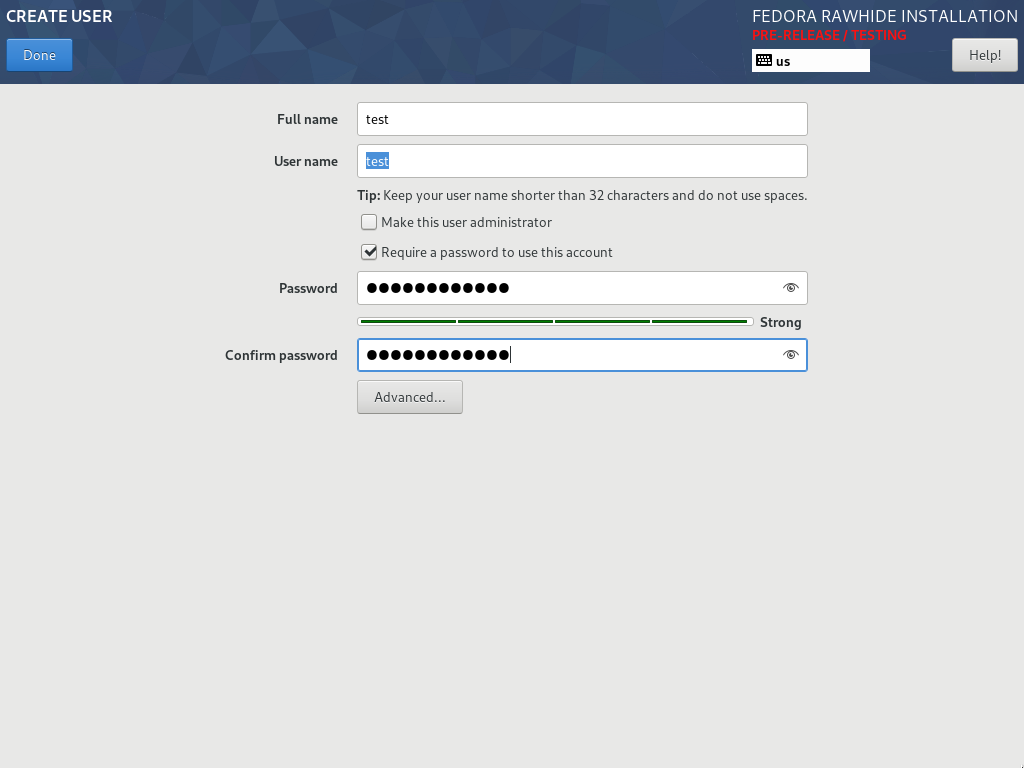 CREATE USER
FEDORA RAWHIDE INSTALLATION
PRE-RELEASE / TESTING
Done
us
Help!
Full name
test
User name
test
Tip: Keep your user name shorter than 32 characters and do not use spaces.
Make this user administrator
Require a password to use this account
Password
●●●●●●●●●●●●
Strong
Confirm password
●●●●●●●●●●●●
Advanced...